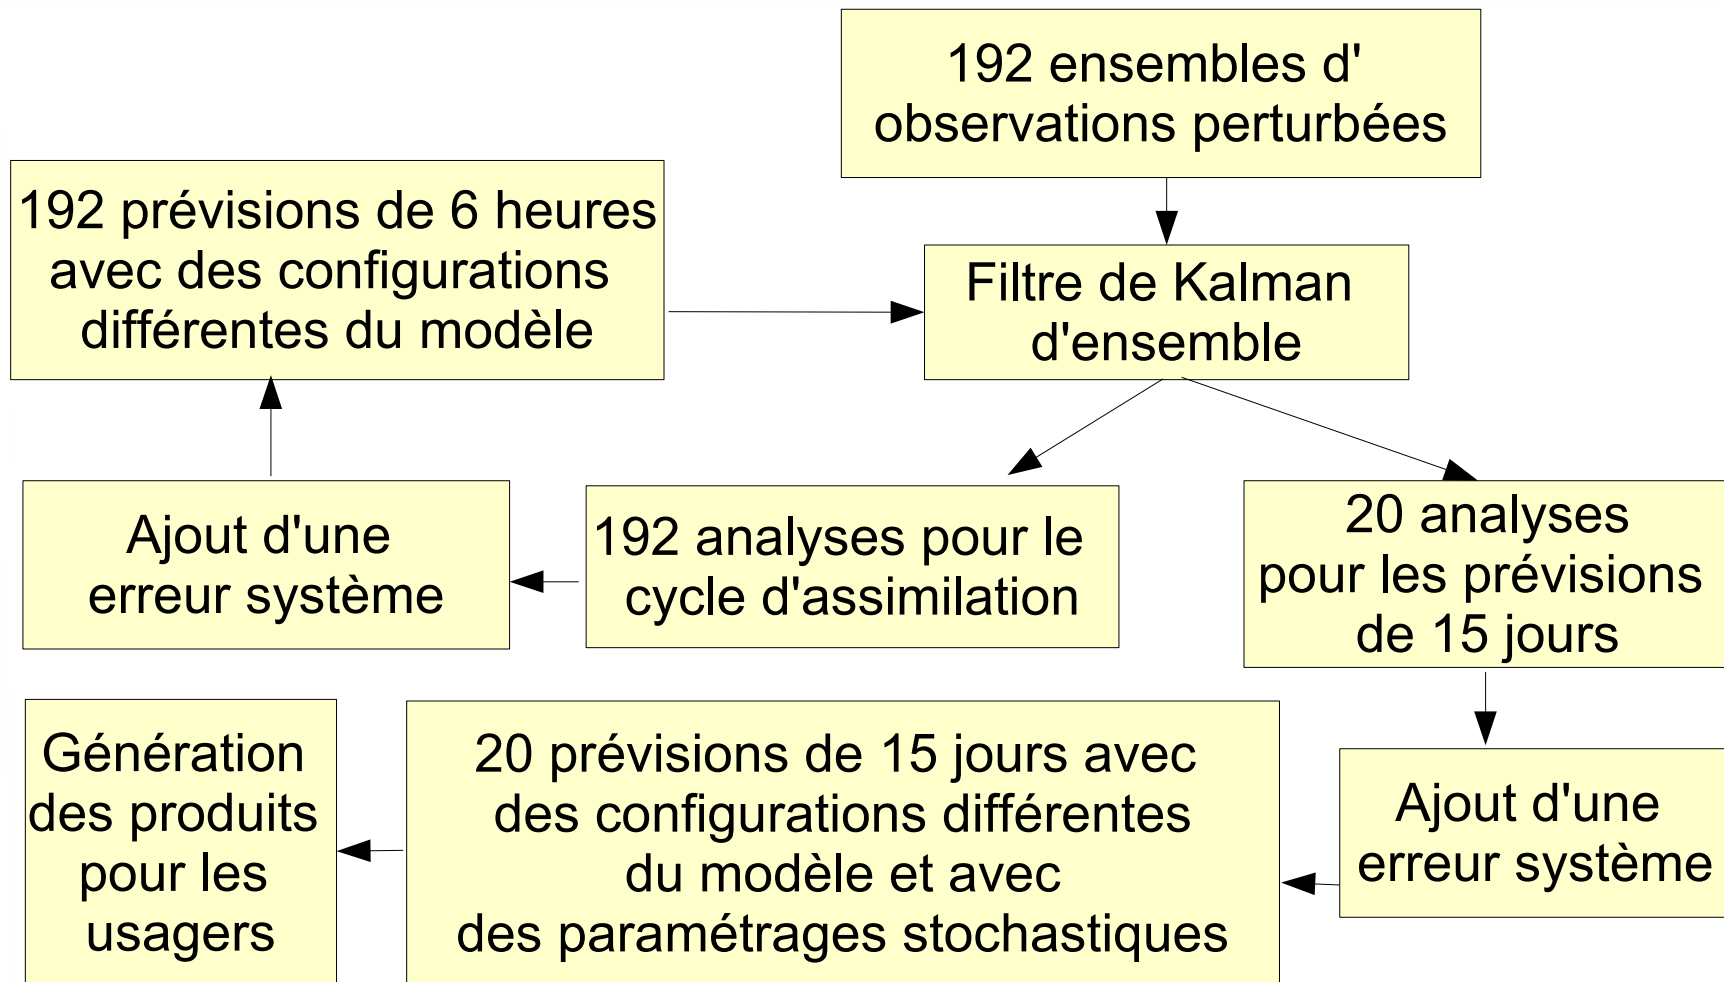 192 ensembles d'
observations perturbées
192 prévisions de 6 heures
avec des configurations
différentes du modèle
Filtre de Kalman
d'ensemble
Ajout d'une
erreur système
192 analyses pour le
cycle d'assimilation
20 analyses
pour les prévisions
de 15 jours
Génération
des produits
pour les
usagers
20 prévisions de 15 jours avec
des configurations différentes
du modèle et avec
des paramétrages stochastiques
Ajout d'une
erreur système